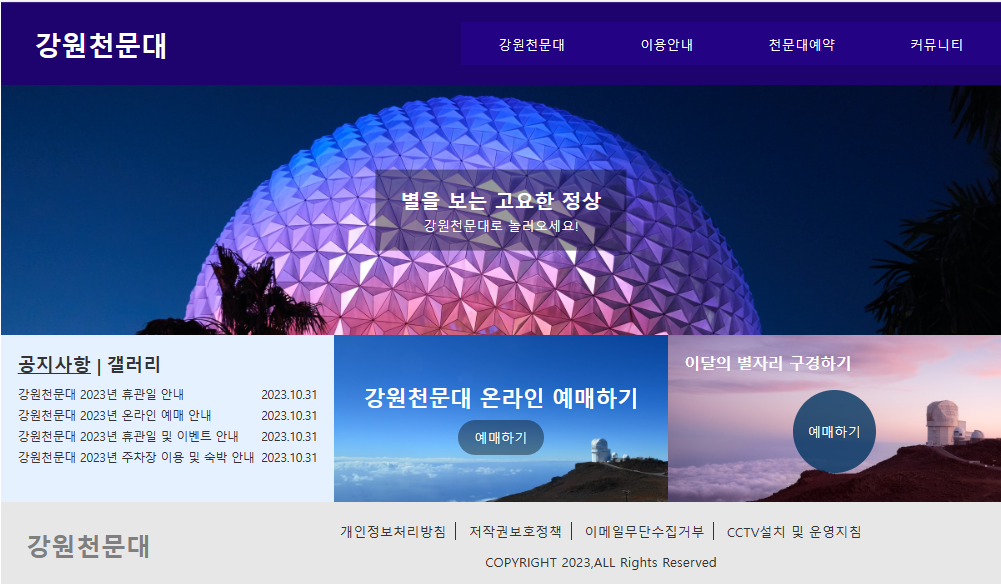 강원천문대
강원천문대 이용안내 천문대예약 커뮤니티
별을 보는 고요한 정상
강원천문대로 놀러오세요!
공지사항 | 갤러리
강원천문대 2023년 휴관일 안내 2023.10.31
강원천문대 2023년 온라인 예매 안내 2023.10.31
강원천문대 2023년 휴관일 및 이벤트 안내 2023.10.31
강원천문대 2023년 주차장 이용 및 숙박 안내 2023.10.31
강원천문대 온라인 예매하기
예매하기
이달의 별자리 구경하기
예매하기
강원천문대
개인정보처리방침 | 저작권보호정책 | 이메일무단수집거부 | CCTV설치 및 운영지침
COPYRIGHT 2023,ALL Rights Reserved